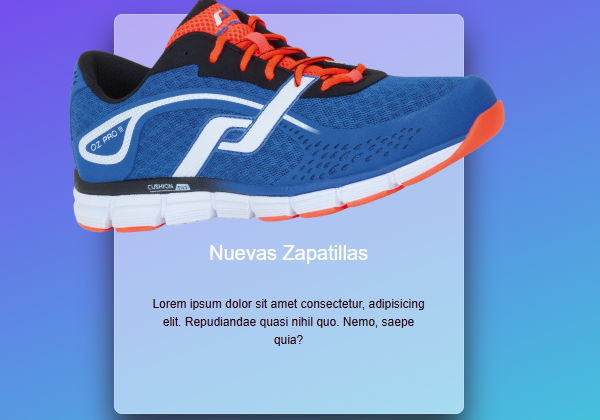 OZ PRO III
CUSHION
Nuevas Zapatillas
Lorem ipsum dolor sit amet consectetur, adipisicing
elit. Repudiandae quasi nihil quo. Nemo, saepe
quia?